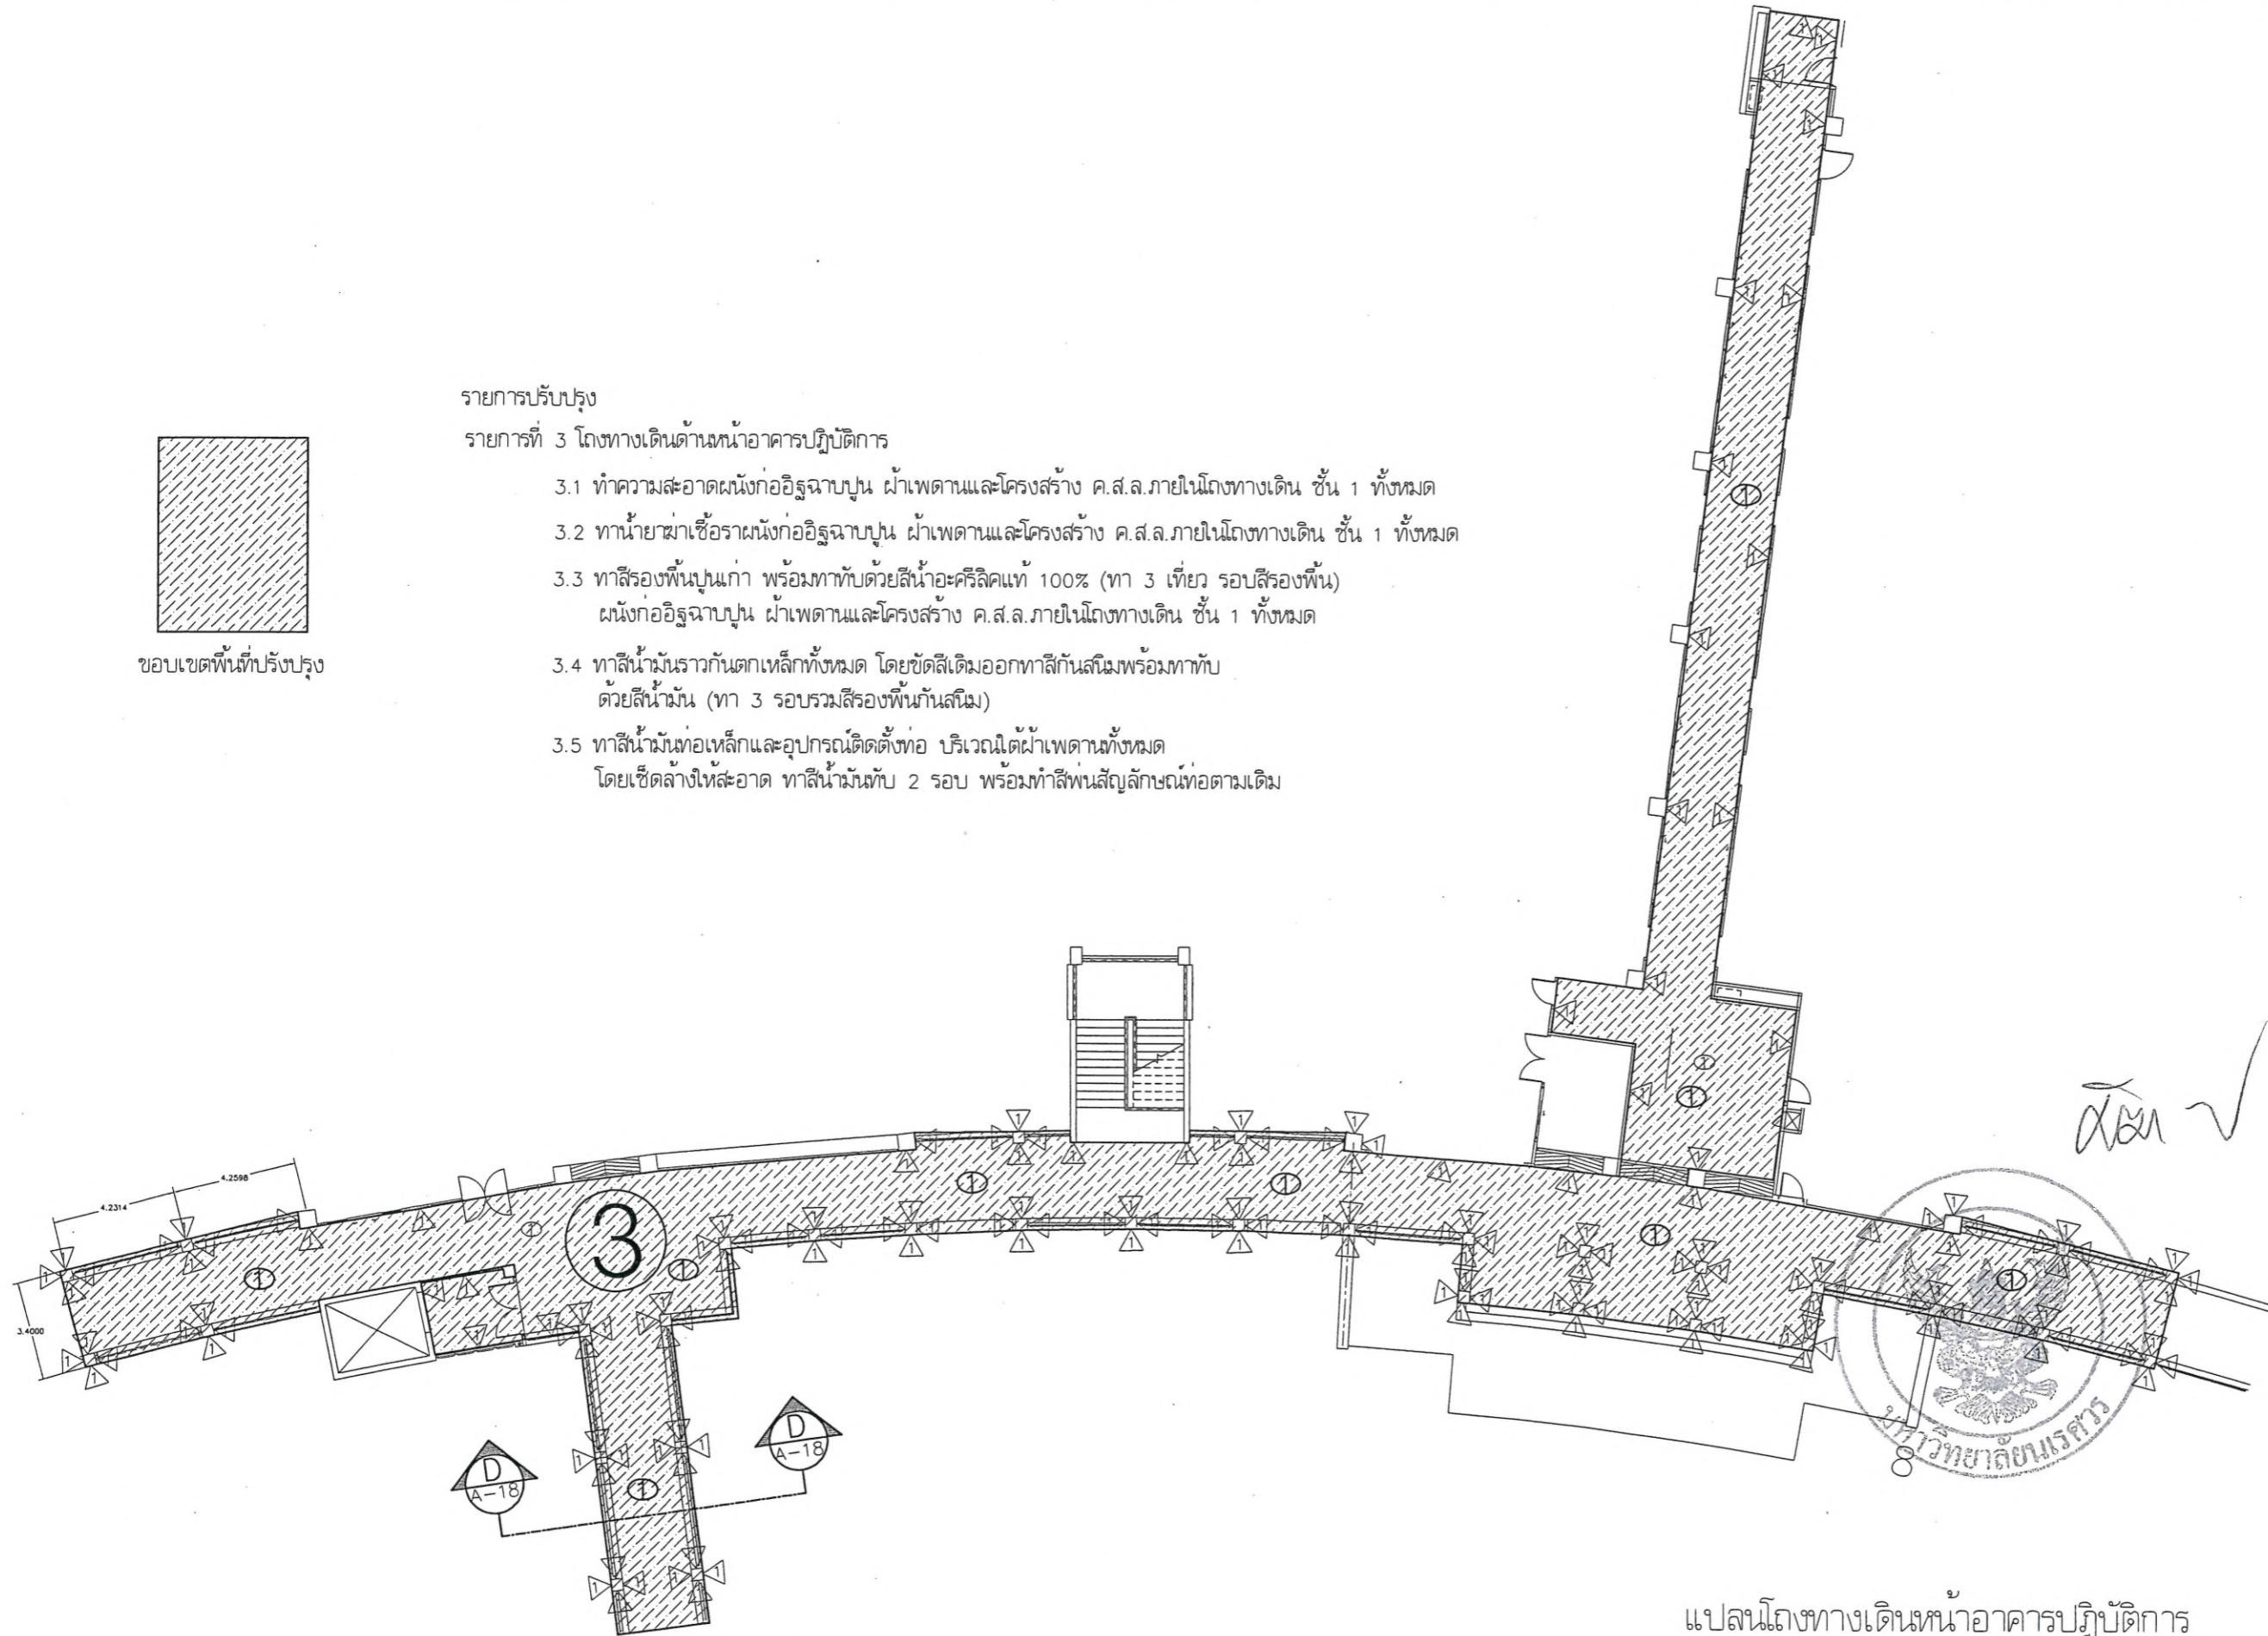 รายการปรับปรุง
รายการที่ 3 โถงทางเดินด้านหน้าอาคารปฏิบัติการ
3.1 ทำความสะอาดผนังก่ออิฐฉาบปูน ฝ้าเพดานและโครงสร้าง ค.ส.ล.ภายในโถงทางเดิน ชั้น 1 ทั้งหมด
3.2 ทาน้ำยาฆ่าเชื้อราผนังก่ออิฐฉาบปูน ฝ้าเพดานและโครงสร้าง ค.ส.ล.ภายในโถงทางเดิน ชั้น 1 ทั้งหมด
3.3 ทาสีรองพื้นปูนเก่า พร้อมทาทับด้วยสีน้ำอะครีลิคแท้ 100% (ทา 3 เที่ยว รอบสีรองพื้น)
ผนังก่ออิฐฉาบปูน ฝ้าเพดานและโครงสร้าง ค.ส.ล.ภายในโถงทางเดิน ชั้น 1 ทั้งหมด
3.4 ทาสีน้ำมันราวกันตกเหล็กทั้งหมด โดยขัดสีเดิมออกทาสีกันสนิมพร้อมทาทับ
ด้วยสีน้ำมัน (ทา 3 รอบรวมสีรองพื้นกันสนิม)
3.5 ทาสีน้ำมันท่อเหล็กและอุปกรณ์ติดตั้งท่อ บริเวณใต้ฝ้าเพดานทั้งหมด
โดยเช็ดล้างให้สะอาด ทาสีน้ำมันทับ 2 รอบ พร้อมทำสีพ่นสัญลักษณ์ท่อตามเดิม
ขอบเขตพื้นที่ปรังปรุง
4.2314
4.2598
3.4000
3
D
A-18
D
A-18
มหาวิทยาลัยนเรศวร
แปลนโถงทางเดินหน้าอาคารปฏิบัติการ